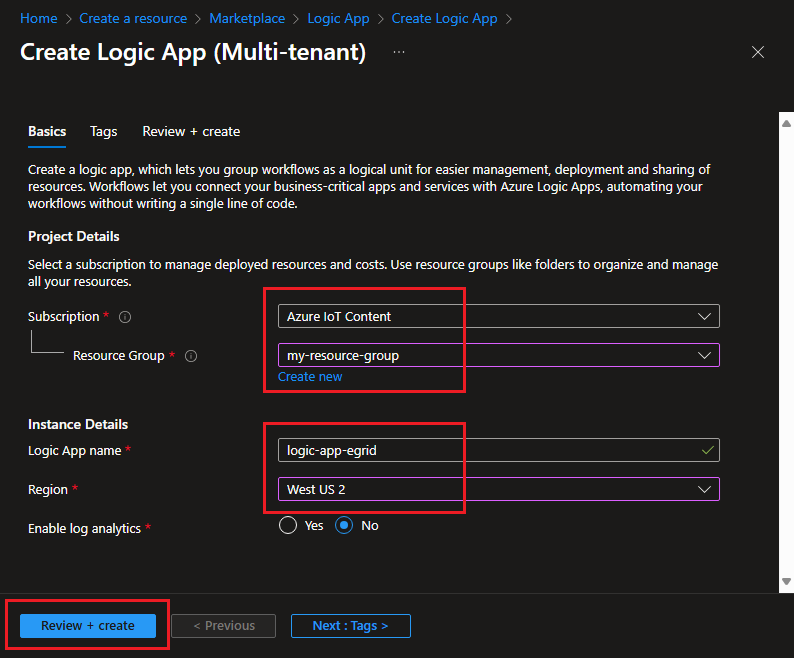 Home > Create a resource > Marketplace > Logic App > Create Logic App >
Create Logic App (Multi-tenant) ...
Basics Tags Review + create
Create a logic app, which lets you group workflows as a logical unit for easier management, deployment and sharing of
resources. Workflows let you connect your business-critical apps and services with Azure Logic Apps, automating your
workflows without writing a single line of code.
Project Details
Select a subscription to manage deployed resources and costs. Use resource groups like folders to organize and manage
all your resources.
Subscription * Azure IoT Content
Resource Group * my-resource-group
Create new
Instance Details
Logic App name * logic-app-egrid
Region * West US 2
Enable log analytics * Yes No
Review + create < Previous Next : Tags >